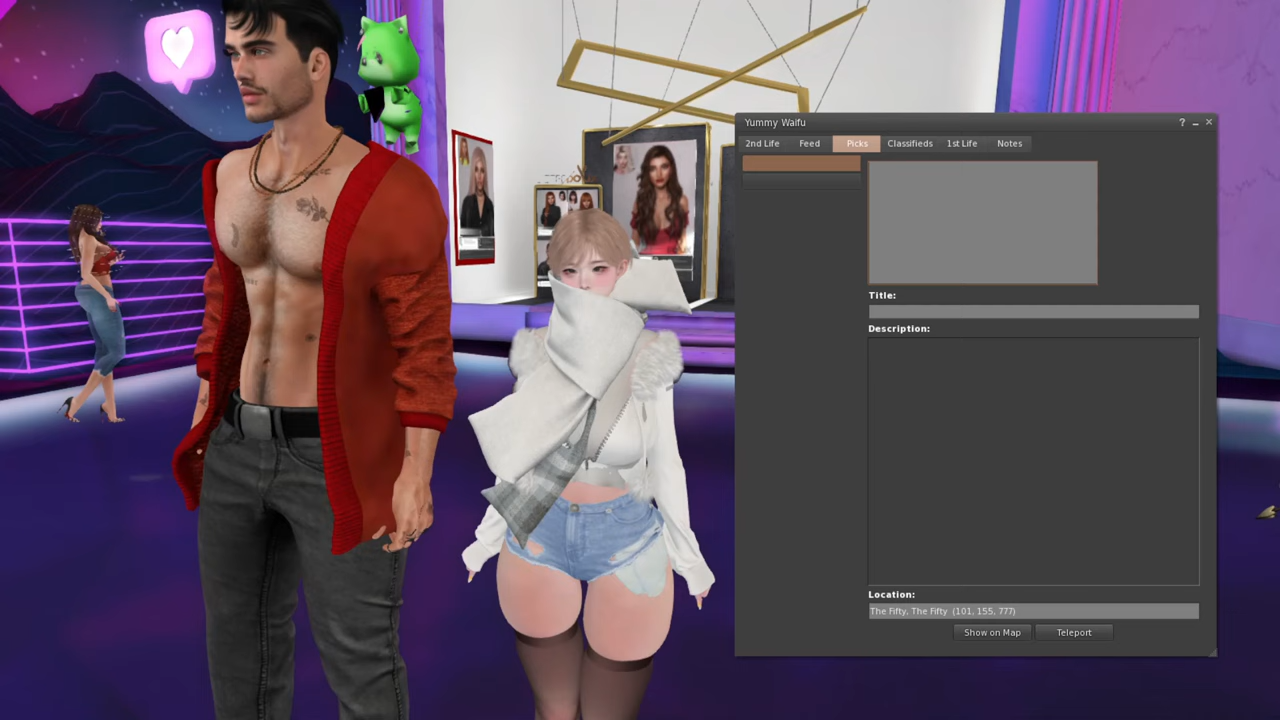 Yummy Waifu
? _ ×
2nd Life Feed Picks Classifieds 1st Life Notes
Title:
Description:
Location:
The Fifty, The Fifty (101, 155, 777)
Show on Map Teleport